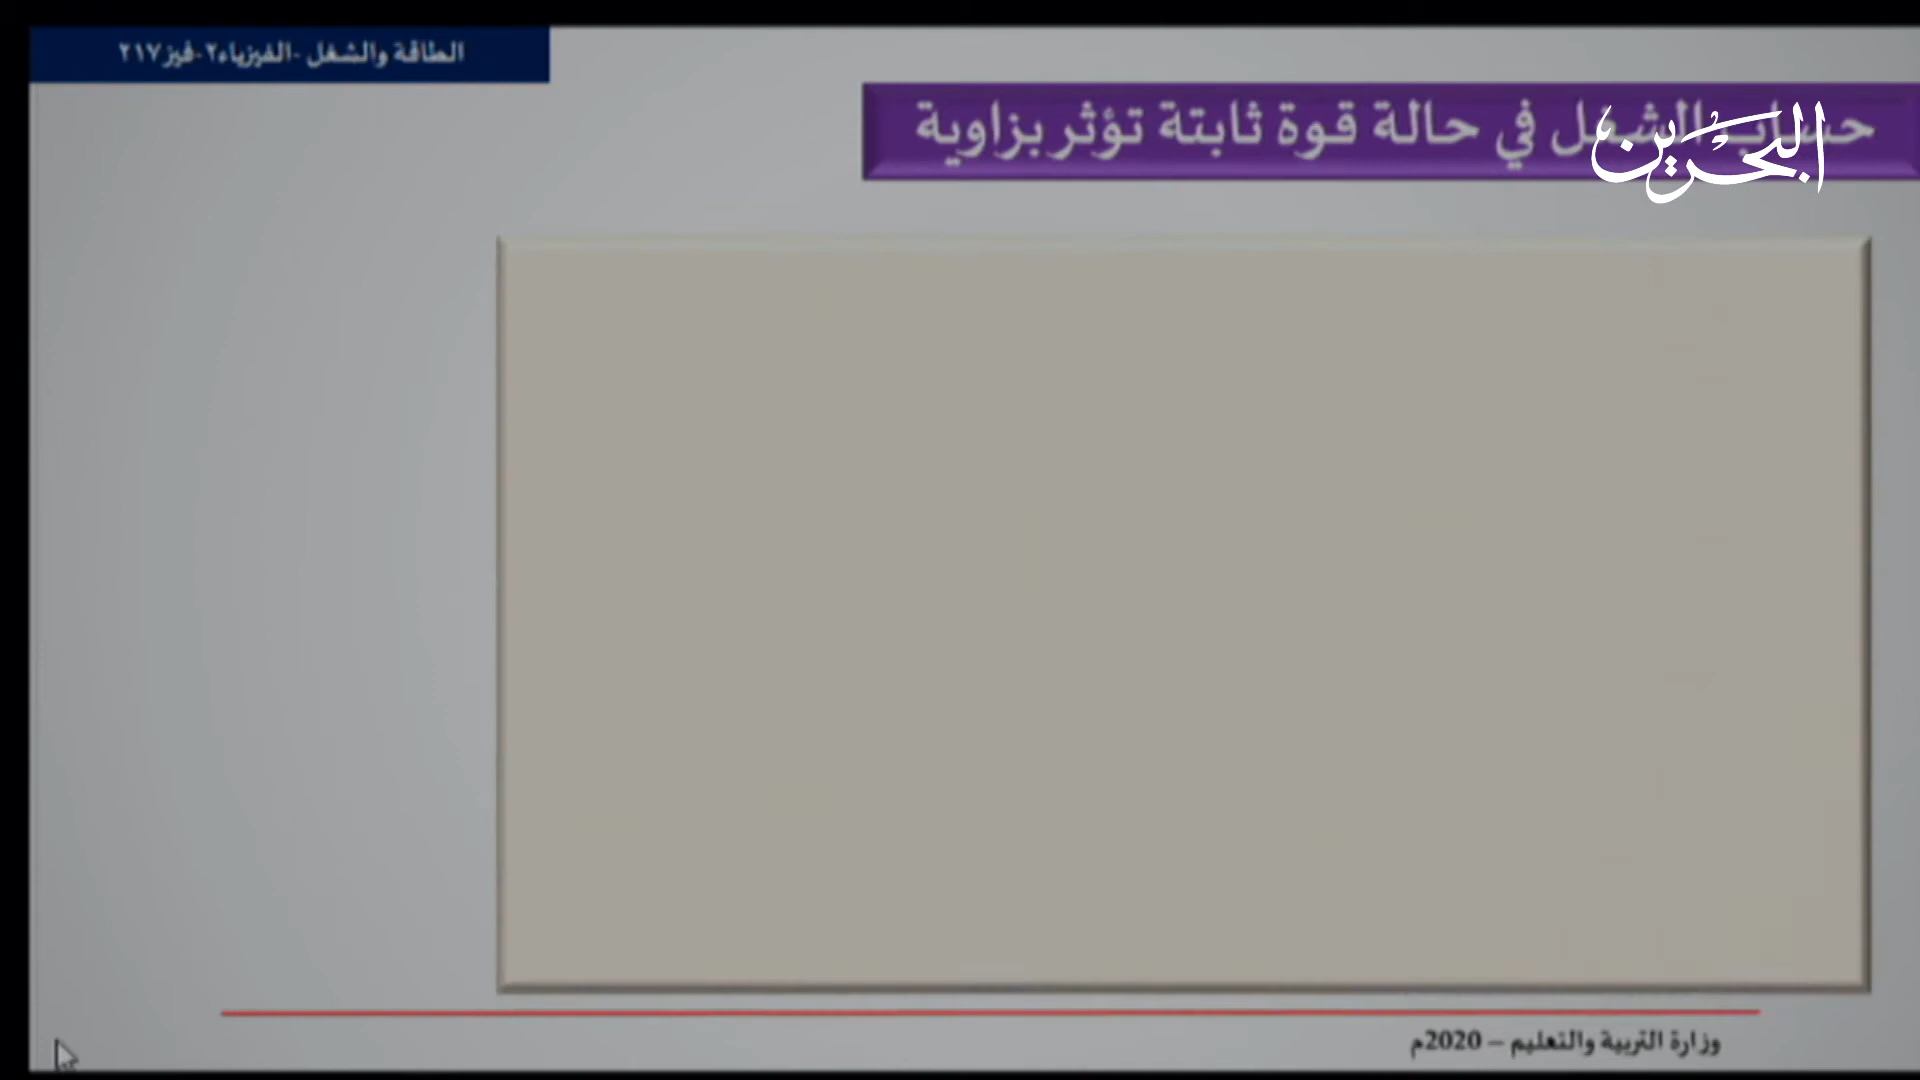 الطاقة والشغل -الفيزياء٢-فيز٢١٧
حساب الشغل في حالة قوة ثابتة تؤثر بزاوية
البحرين
وزارة التربية والتعليم – 2020م